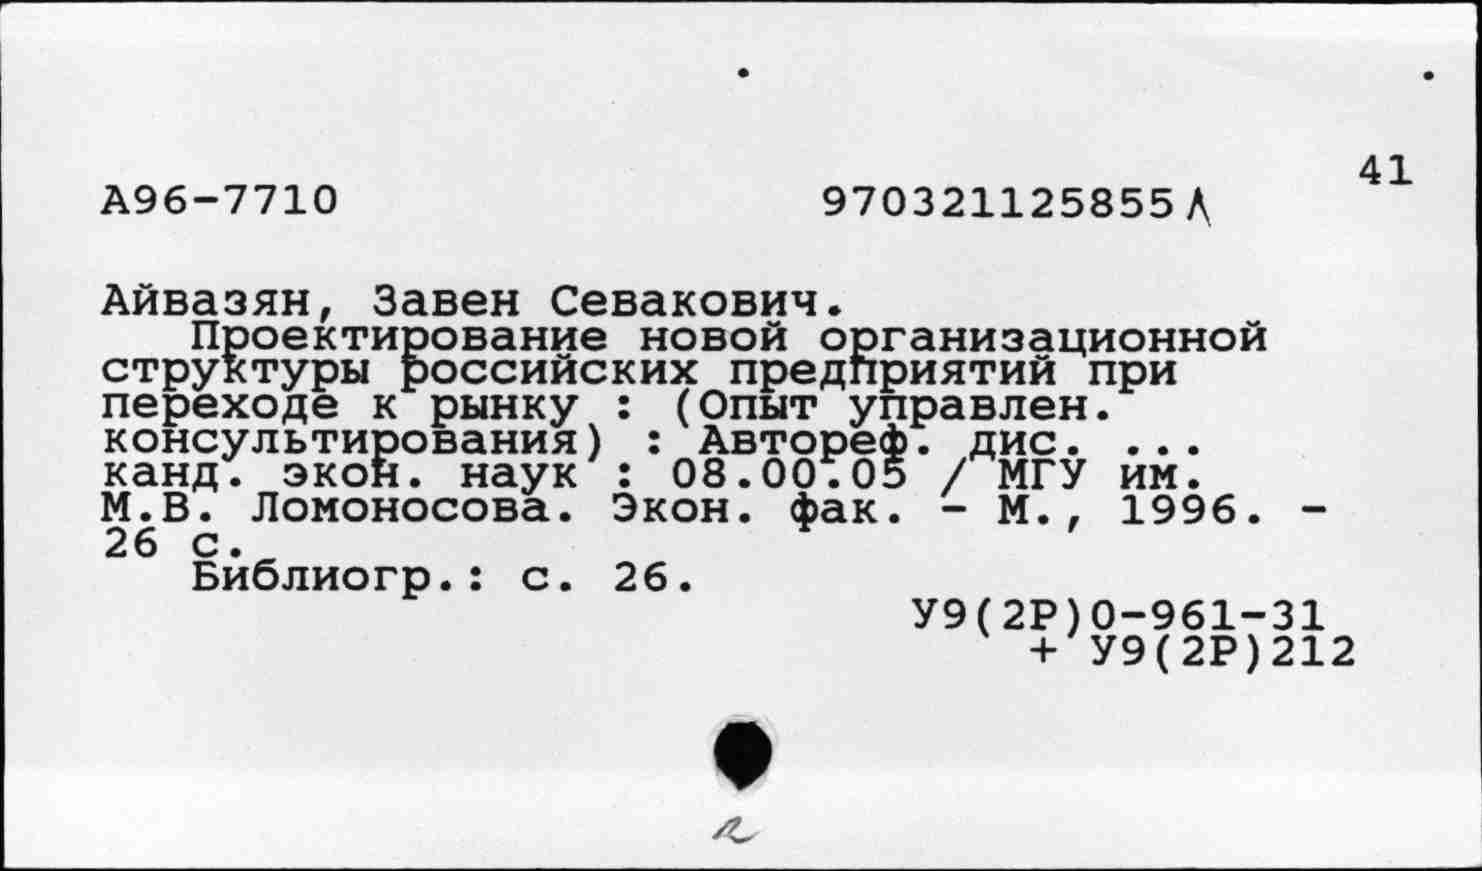 41
А96-7710 970321125855
Айвазян, Завен Севакович.
Проектирование новой организационной
структуры российских предприятий при
переходе к рынку : (Опыт управлен.
консультирования) : Автореф. дис. ...
канд. экон. наук : 08.00.05 / МГУ им.
М.В. Ломоносова. Экон. фак. - М., 1996. -
26 с.
Библиогр.: с. 26.
У9(2Р)0-961-31
+ У9(2Р)212